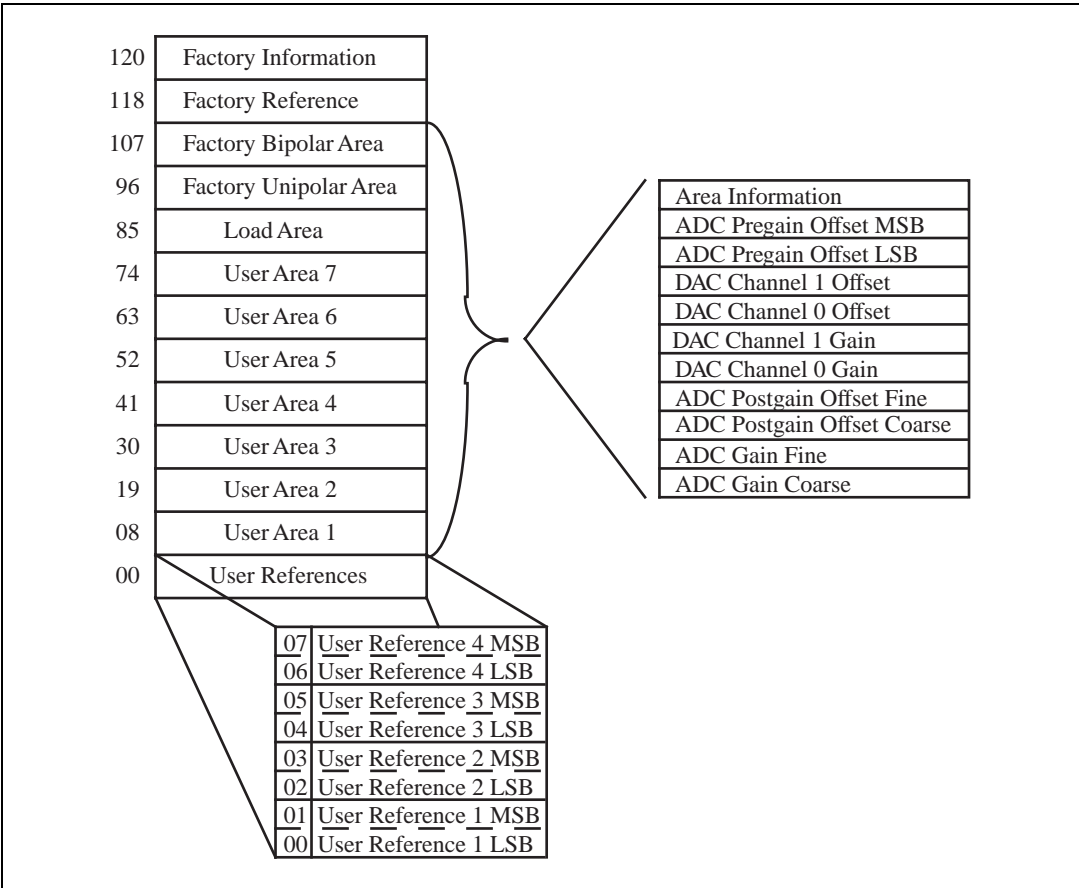 120 Factory Information
118 Factory Reference
107 Factory Bipolar Area
96 Factory Unipolar Area
85 Load Area
74 User Area 7
63 User Area 6
52 User Area 5
41 User Area 4
30 User Area 3
19 User Area 2
08 User Area 1
00 User References
Area Information
ADC Pregain Offset MSB
ADC Pregain Offset LSB
DAC Channel 1 Offset
DAC Channel 0 Offset
DAC Channel 1 Gain
DAC Channel 0 Gain
ADC Postgain Offset Fine
ADC Postgain Offset Coarse
ADC Gain Fine
ADC Gain Coarse
07 User Reference 4 MSB
06 User Reference 4 LSB
05 User Reference 3 MSB
04 User Reference 3 LSB
03 User Reference 2 MSB
02 User Reference 2 LSB
01 User Reference 1 MSB
00 User Reference 1 LSB